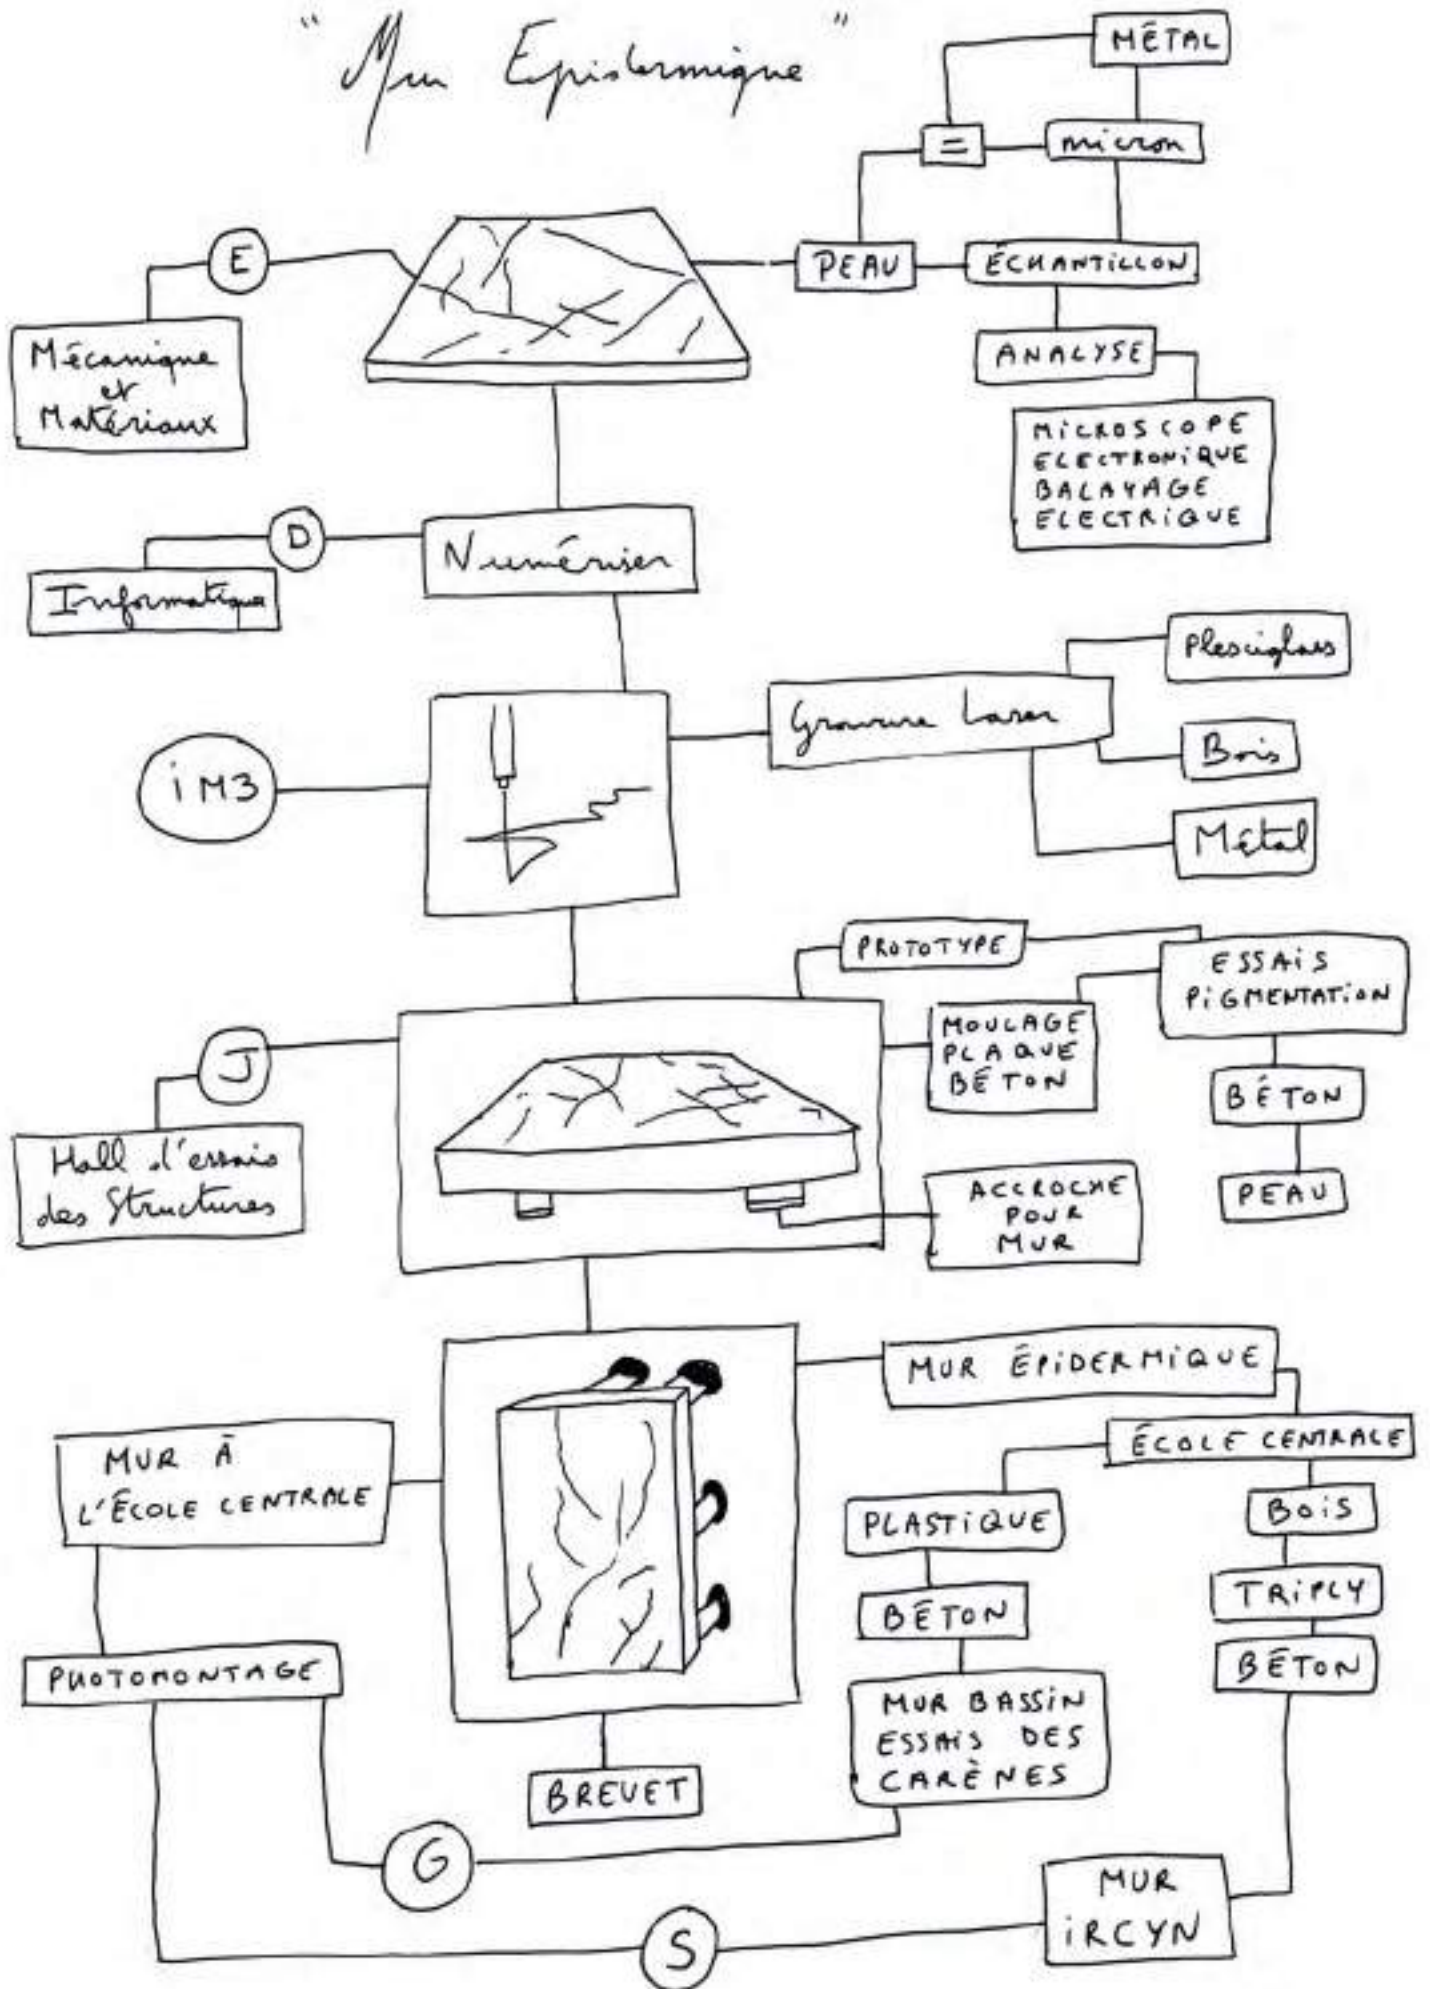 " Mur Epidermique "
MÉTAL
=
micron
E
PEAU
ÉCHANTILLON
Mécanique
et
Matériaux
ANALYSE
MiCROSCOPE
ELECTRONiQUE
BALAYAGE
ELECTRiQUE
D
Numériser
Informatique
Plesciglass
Gravure Laser
Bois
iM3
Métal
PROTOTYPE
ESSAiS
PiGMENTATiON
MOULAGE
PLAQUE
BÉTON
J
BÉTON
Hall d'essais
des Structures
ACCROCHE
POUR
MUR
PEAU
MUR ÉPiDERMiQUE
ÉCOLE CENTRALE
MUR À
L'ÉCOLE CENTRALE
PLASTiQUE
BOiS
BÉTON
TRiPLY
BÉTON
PHOTOMONTAGE
MUR BASSiN
ESSAiS DES
CARÈNES
BREVET
G
MUR
iRCYN
S